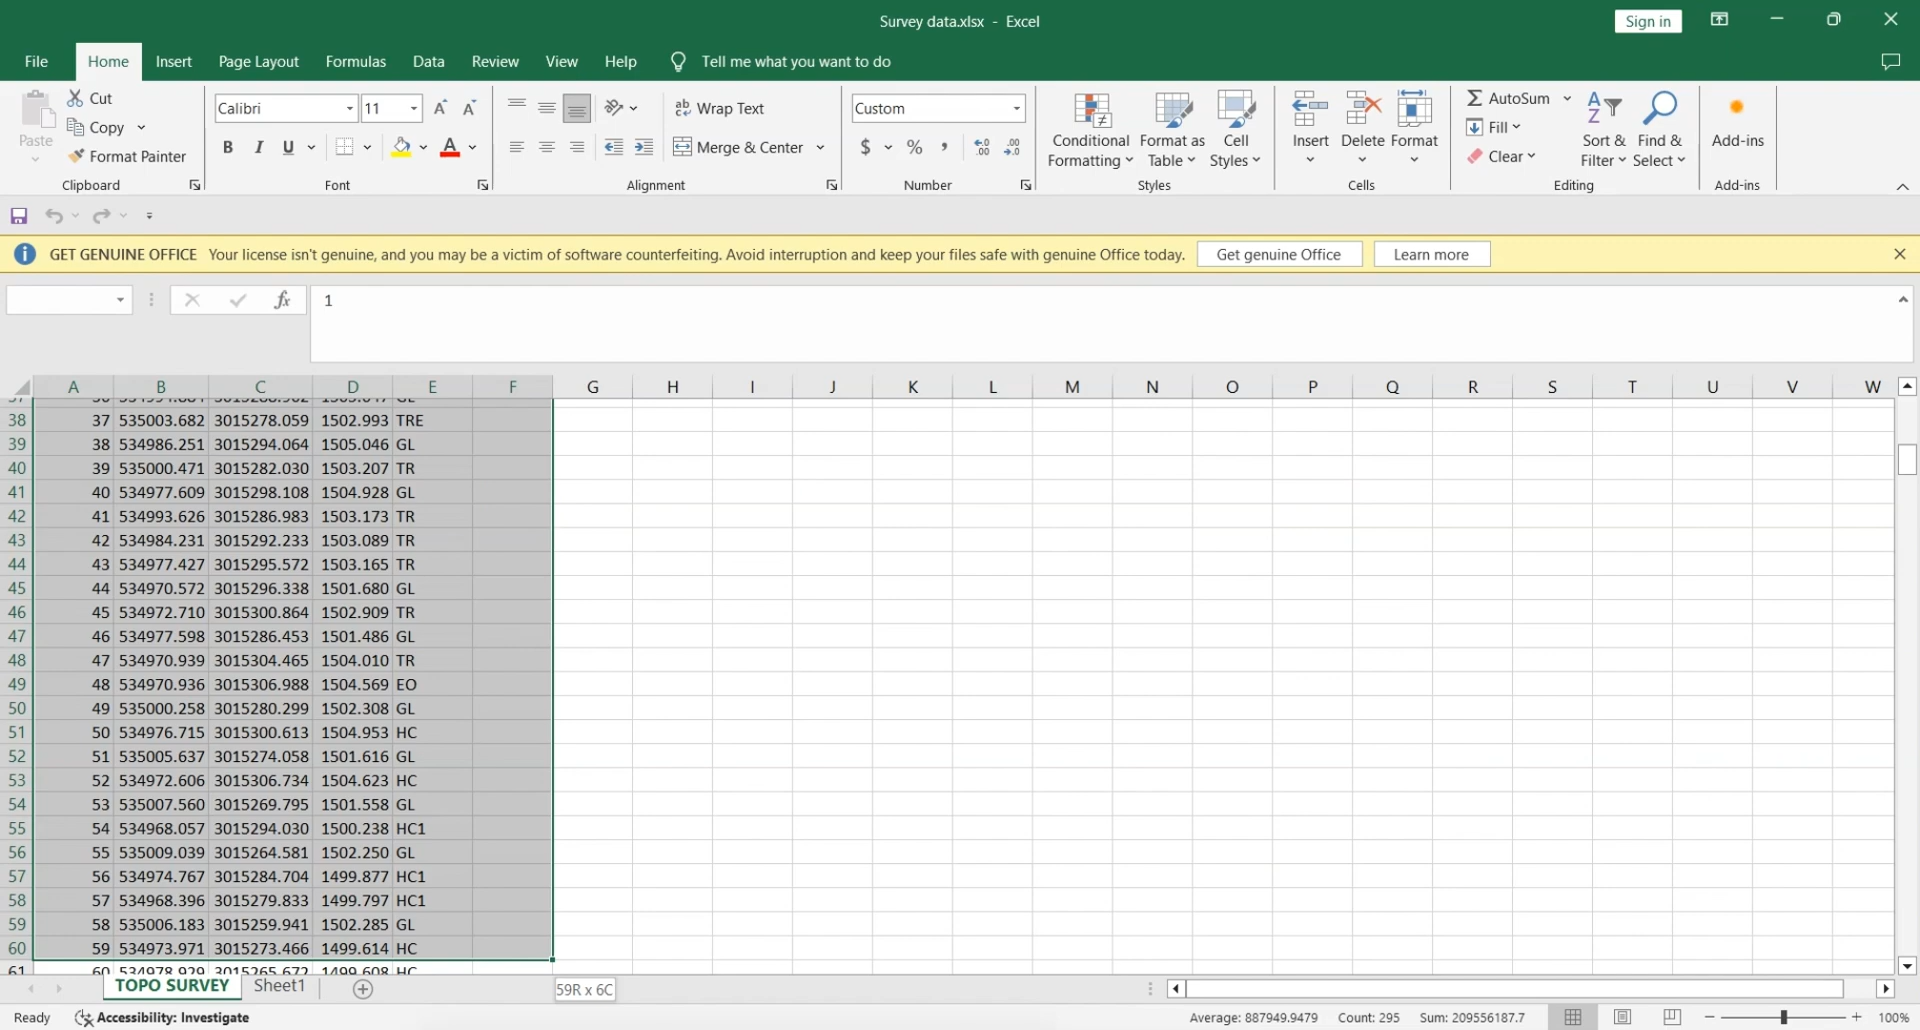 Survey data.xlsx - Excel
Sign in
File Home Insert Page Layout Formulas Data Review View Help Tell me what you want to do
Paste Cut Copy Format Painter Clipboard
Calibri 11 B I U A Font
Wrap Text Merge & Center Alignment
Custom $ % , Number
Conditional Formatting Format as Table Cell Styles Styles
Insert Delete Format Cells
AutoSum Fill Clear Sort & Filter Find & Select Editing
Add-ins Add-ins
GET GENUINE OFFICE Your license isn't genuine, and you may be a victim of software counterfeiting. Avoid interruption and keep your files safe with genuine Office today. Get genuine Office Learn more
fx 1
A B C D E F G H I J K L M N O P Q R S T U V W
38 37 535003.682 3015278.059 1502.993 TRE
39 38 534986.251 3015294.064 1505.046 GL
40 39 535000.471 3015282.030 1503.207 TR
41 40 534977.609 3015298.108 1504.928 GL
42 41 534993.626 3015286.983 1503.173 TR
43 42 534984.231 3015292.233 1503.089 TR
44 43 534977.427 3015295.572 1503.165 TR
45 44 534970.572 3015296.338 1501.680 GL
46 45 534972.710 3015300.864 1502.909 TR
47 46 534977.598 3015286.453 1501.486 GL
48 47 534970.939 3015304.465 1504.010 TR
49 48 534970.936 3015306.988 1504.569 EO
50 49 535000.258 3015280.299 1502.308 GL
51 50 534976.715 3015300.613 1504.953 HC
52 51 535005.637 3015274.058 1501.616 GL
53 52 534972.606 3015306.734 1504.623 HC
54 53 535007.560 3015269.795 1501.558 GL
55 54 534968.057 3015294.030 1500.238 HC1
56 55 535009.039 3015264.581 1502.250 GL
57 56 534974.767 3015284.704 1499.877 HC1
58 57 534968.396 3015279.833 1499.797 HC1
59 58 535006.183 3015259.941 1502.285 GL
60 59 534973.971 3015273.466 1499.614 HC
61 60 534978.929 3015265.672 1499.608 HC
TOPO SURVEY Sheet1 59R x 6C
Ready Accessibility: Investigate Average: 887949.9479 Count: 295 Sum: 209556187.7 100%